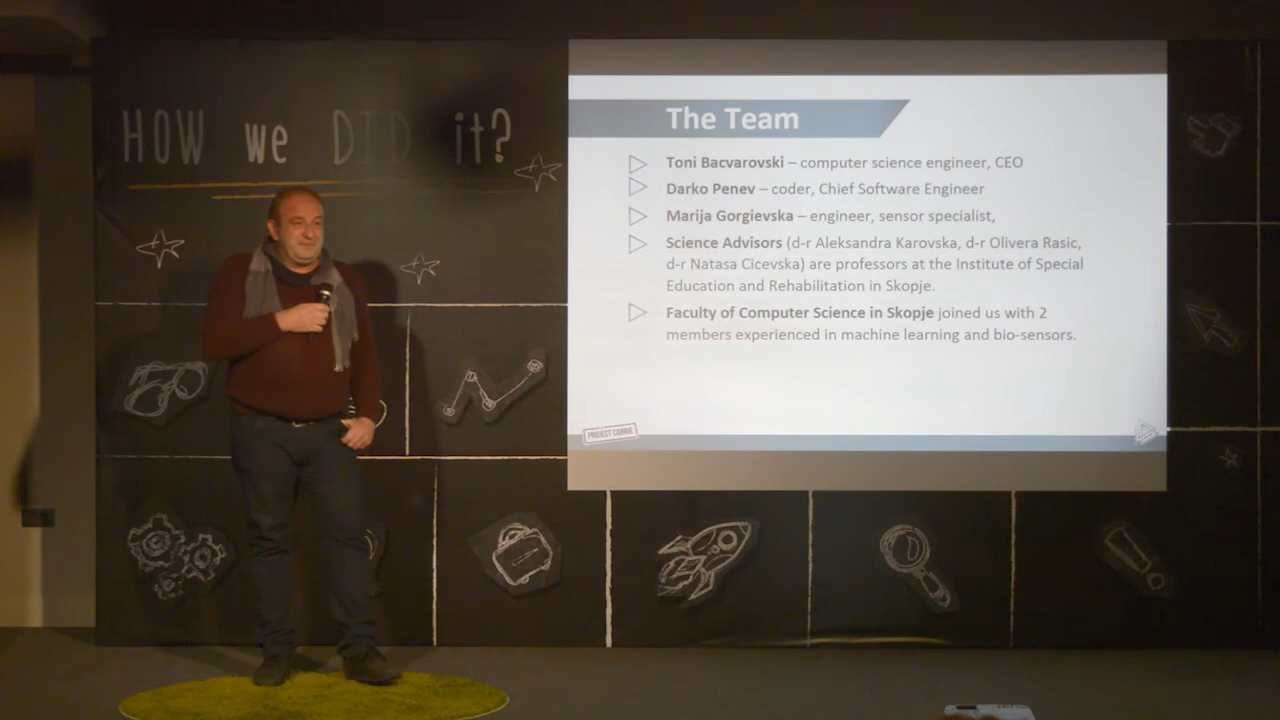 HOW we DID it?
The Team
Toni Bacvarovski – computer science engineer, CEO
Darko Penev – coder, Chief Software Engineer
Marija Gorgievska – engineer, sensor specialist,
Science Advisors (d-r Aleksandra Karovska, d-r Olivera Rasic,
d-r Natasa Cicevska) are professors at the Institute of Special
Education and Rehabilitation in Skopje.
Faculty of Computer Science in Skopje joined us with 2
members experienced in machine learning and bio-sensors.
PROJECT CARRIE